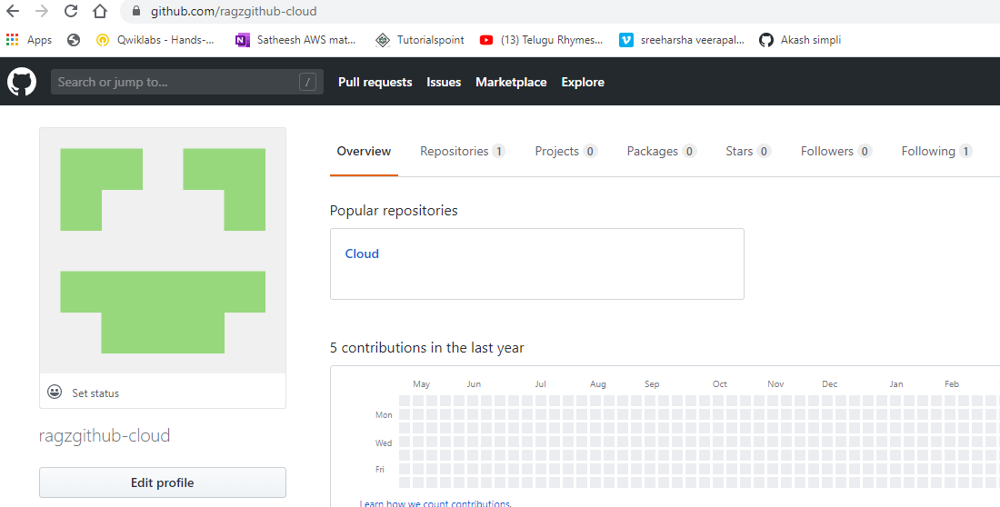 github.com/ragzgithub-cloud
Apps Qwiklabs - Hands-... Satheesh AWS mat... Tutorialspoint (13) Telugu Rhymes... sreeharsha veerapal... Akash simpli
Search or jump to... / Pull requests Issues Marketplace Explore
Overview Repositories 1 Projects 0 Packages 0 Stars 0 Followers 0 Following 1
Popular repositories
Cloud
5 contributions in the last year
May Jun Jul Aug Sep Oct Nov Dec Jan Feb
Mon
Wed
Fri
Learn how we count contributions.
Set status
ragzgithub-cloud
Edit profile